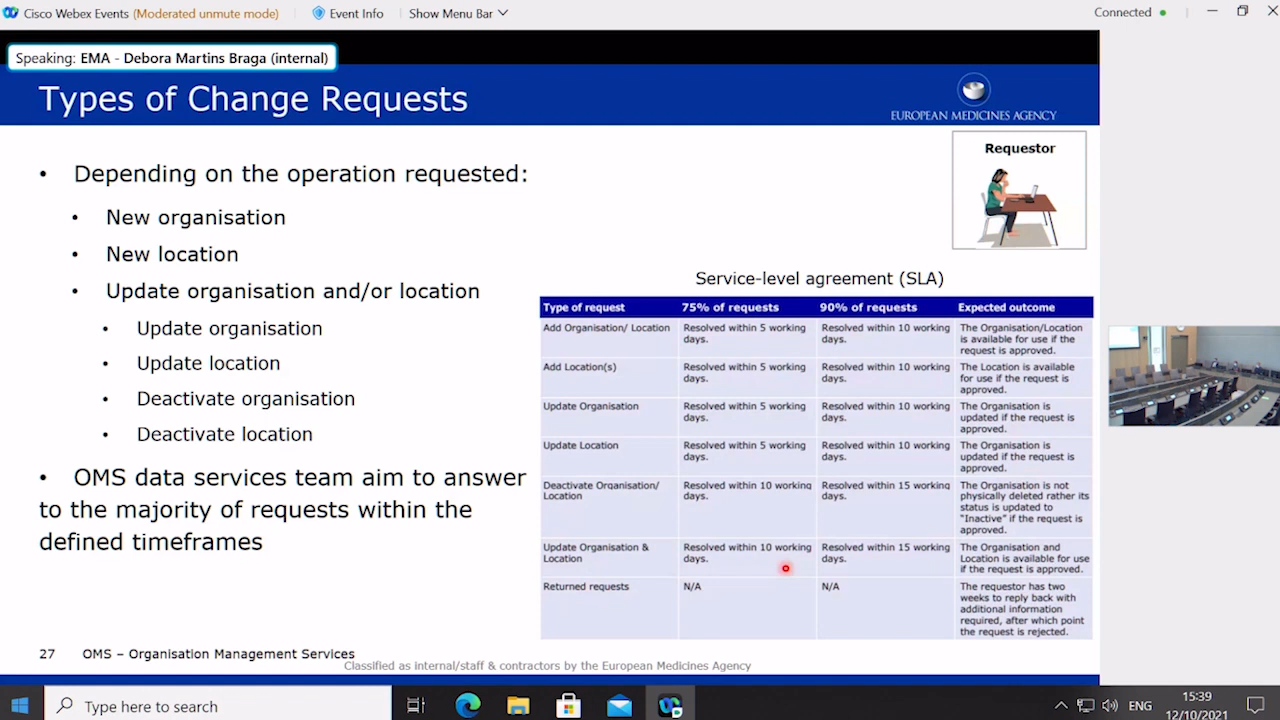 Cisco Webex Events (Moderated unmute mode)
Event Info
Show Menu Bar
Connected
Speaking: EMA - Debora Martins Braga (internal)
Types of Change Requests
EUROPEAN MEDICINES AGENCY
Requestor
• Depending on the operation requested:
• New organisation
• New location
• Update organisation and/or location
• Update organisation
• Update location
• Deactivate organisation
• Deactivate location
• OMS data services team aim to answer
to the majority of requests within the
defined timeframes
Service-level agreement (SLA)
Type of request 75% of requests 90% of requests Expected outcome
Add Organisation/ Location Resolved within 5 working Resolved within 10 working The Organisation/Location
days. days. is available for use if the
request is approved.
Add Location(s) Resolved within 5 working Resolved within 10 working The Location is available
days. days. for use if the request is
approved.
Update Organisation Resolved within 5 working Resolved within 10 working The Organisation is
days. days. updated if the request is
approved.
Update Location Resolved within 5 working Resolved within 10 working The Organisation is
days. days. updated if the request is
approved.
Deactivate Organisation/ Resolved within 10 working Resolved within 15 working The Organisation is not
Location days. days. physically deleted rather its
status is updated to
"Inactive" if the request is
approved.
Update Organisation & Resolved within 10 working Resolved within 15 working The Organisation and
Location days. days. Location is available for use
if the request is approved.
Returned requests N/A N/A The requestor has two
weeks to reply back with
additional information
required, after which point
the request is rejected.
27 OMS – Organisation Management Services
Classified as internal/staff & contractors by the European Medicines Agency
Type here to search
ENG
15:39
12/10/2021